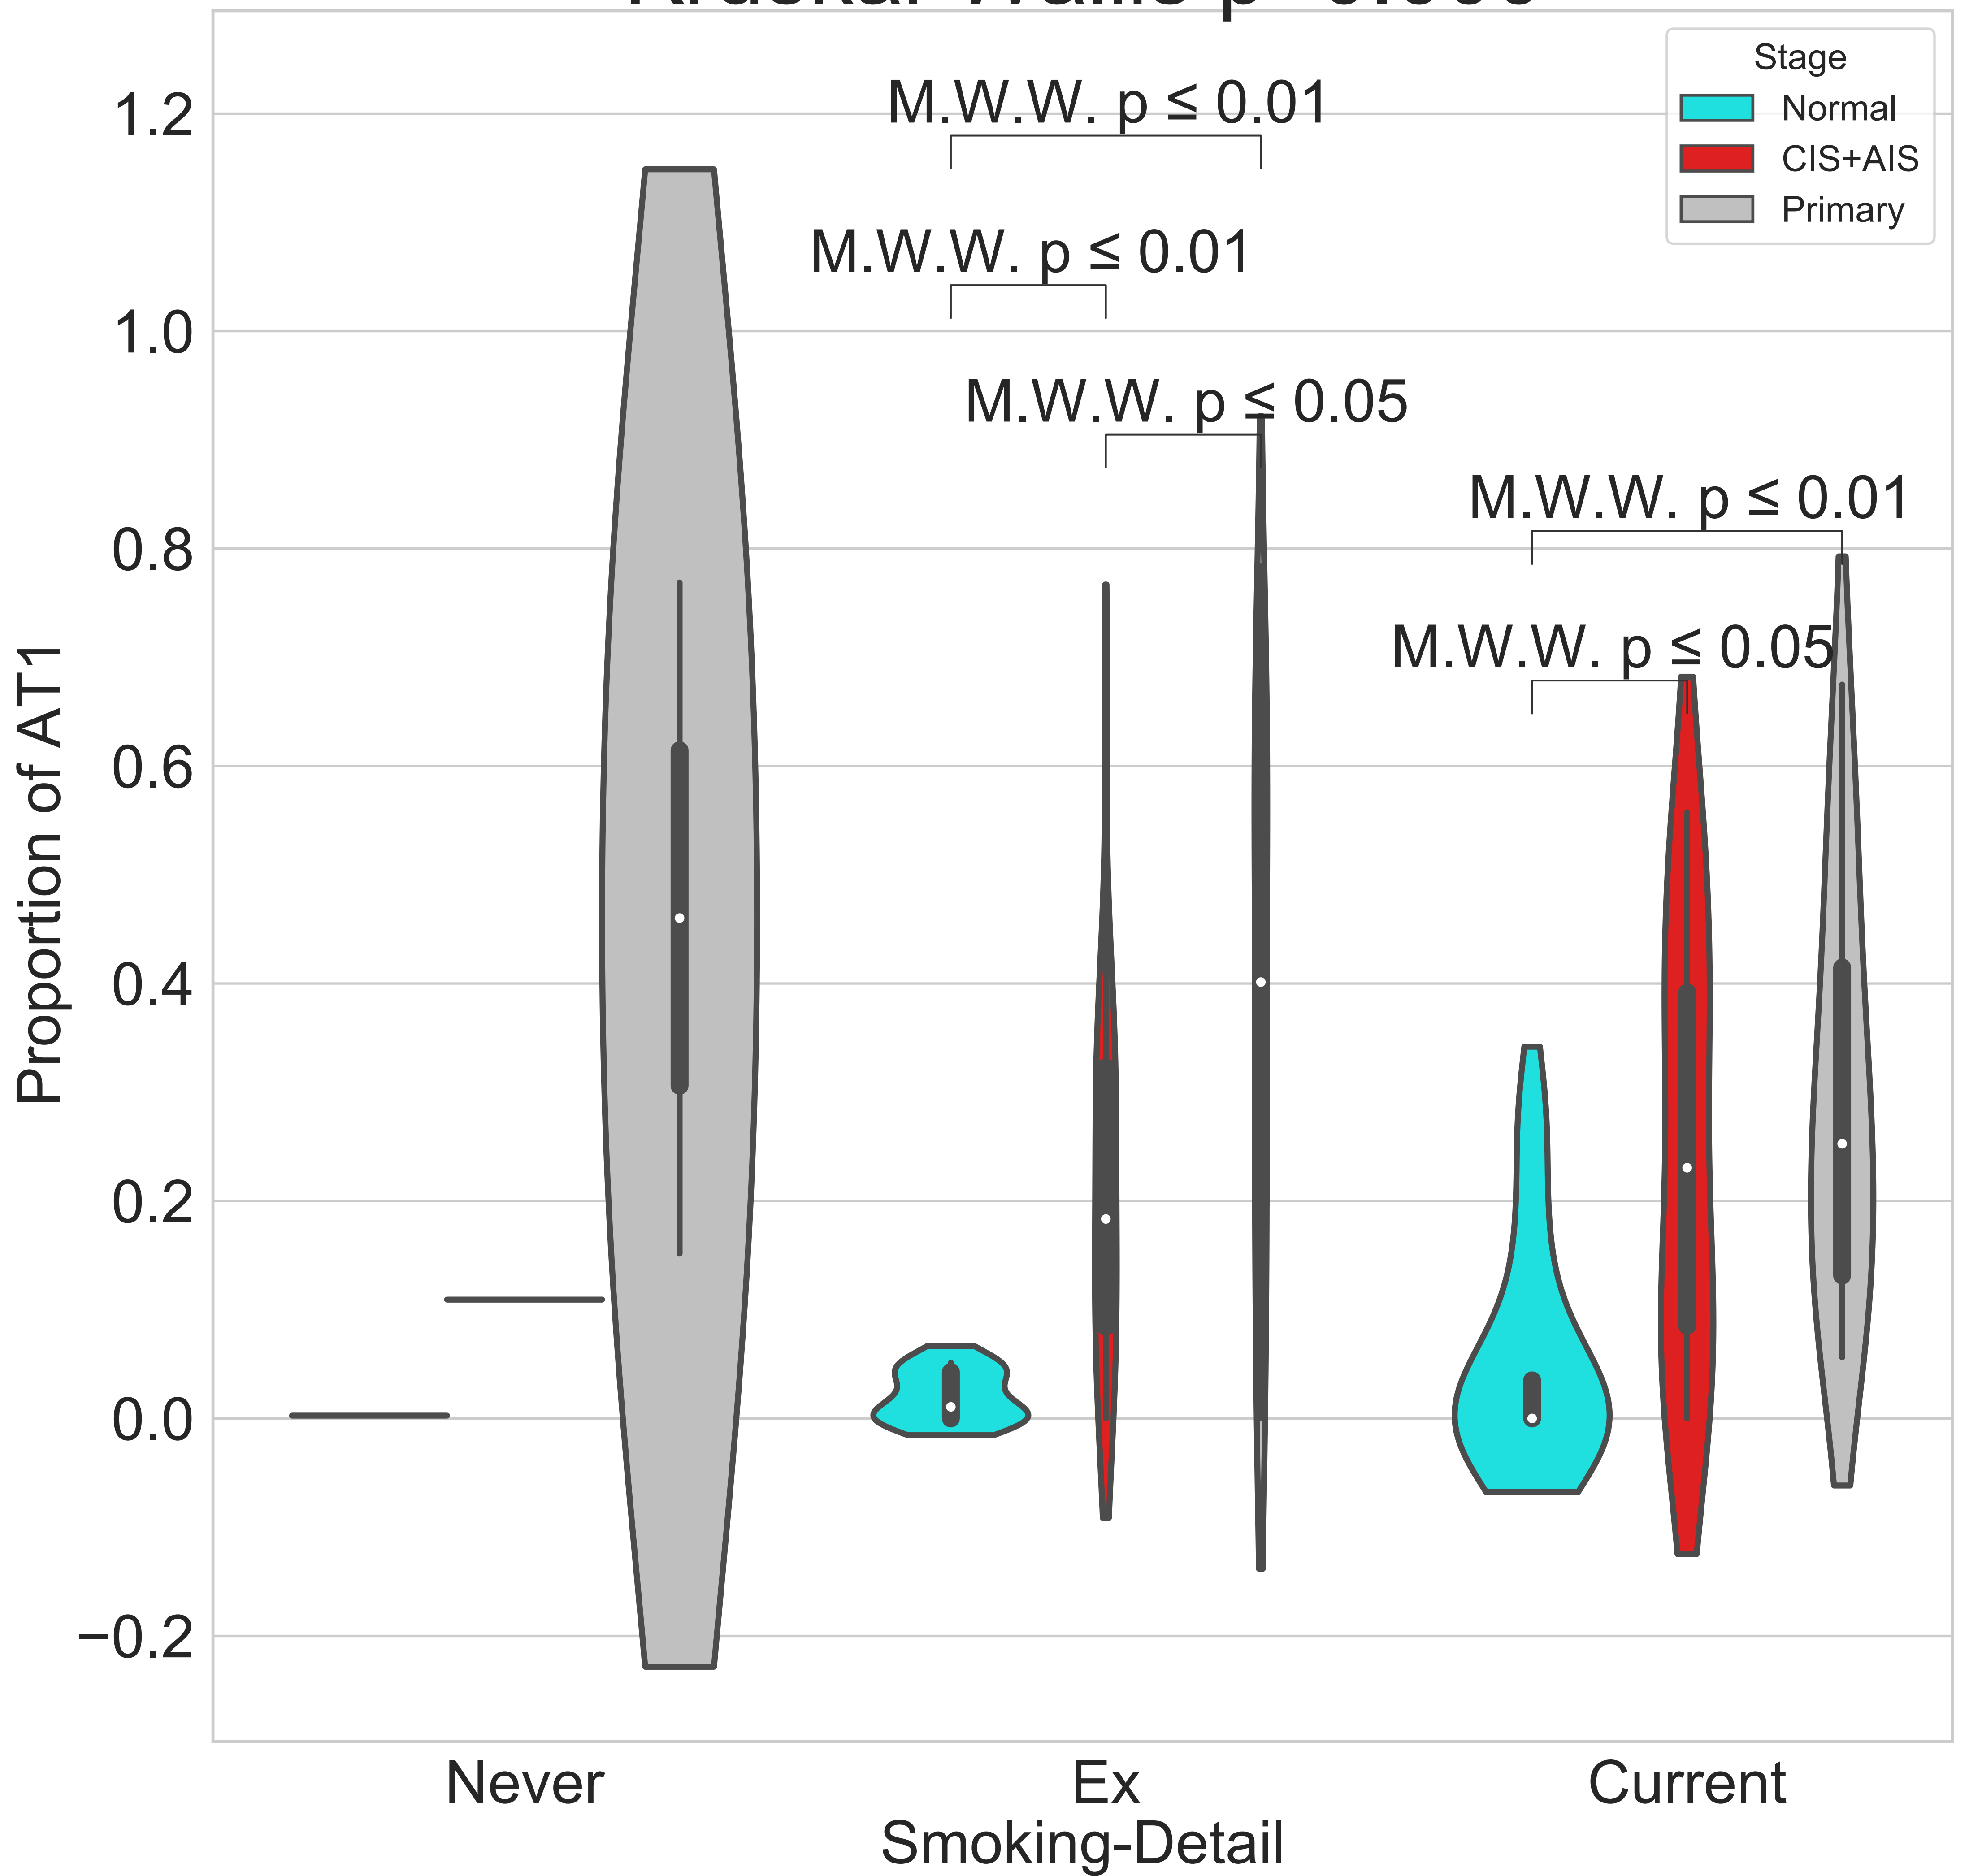 Stage
Normal
CIS+AIS
Primary
M.W.W. p ≤ 0.01
M.W.W. p ≤ 0.01
M.W.W. p ≤ 0.05
M.W.W. p ≤ 0.01
M.W.W. p ≤ 0.05
1.2
1.0
0.8
0.6
0.4
0.2
0.0
−0.2
Proportion of AT1
Never
Ex
Current
Smoking-Detail